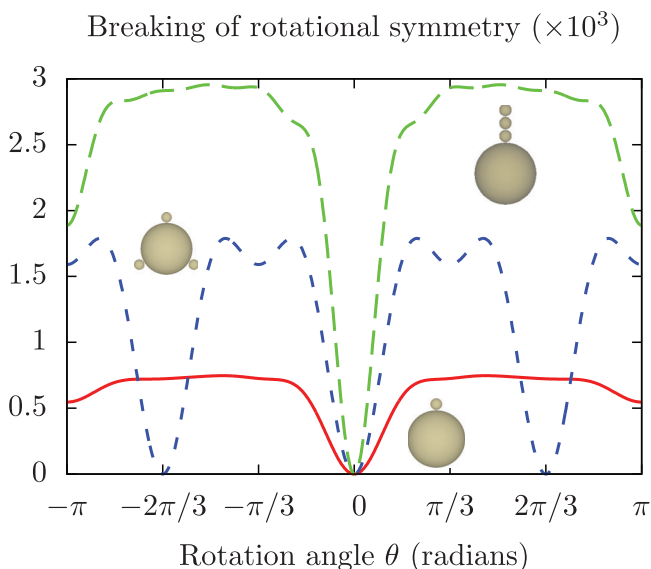 Breaking of rotational symmetry (×10³)
3
2.5
2
1.5
1
0.5
0
−π −2π/3 −π/3 0 π/3 2π/3 π
Rotation angle θ (radians)